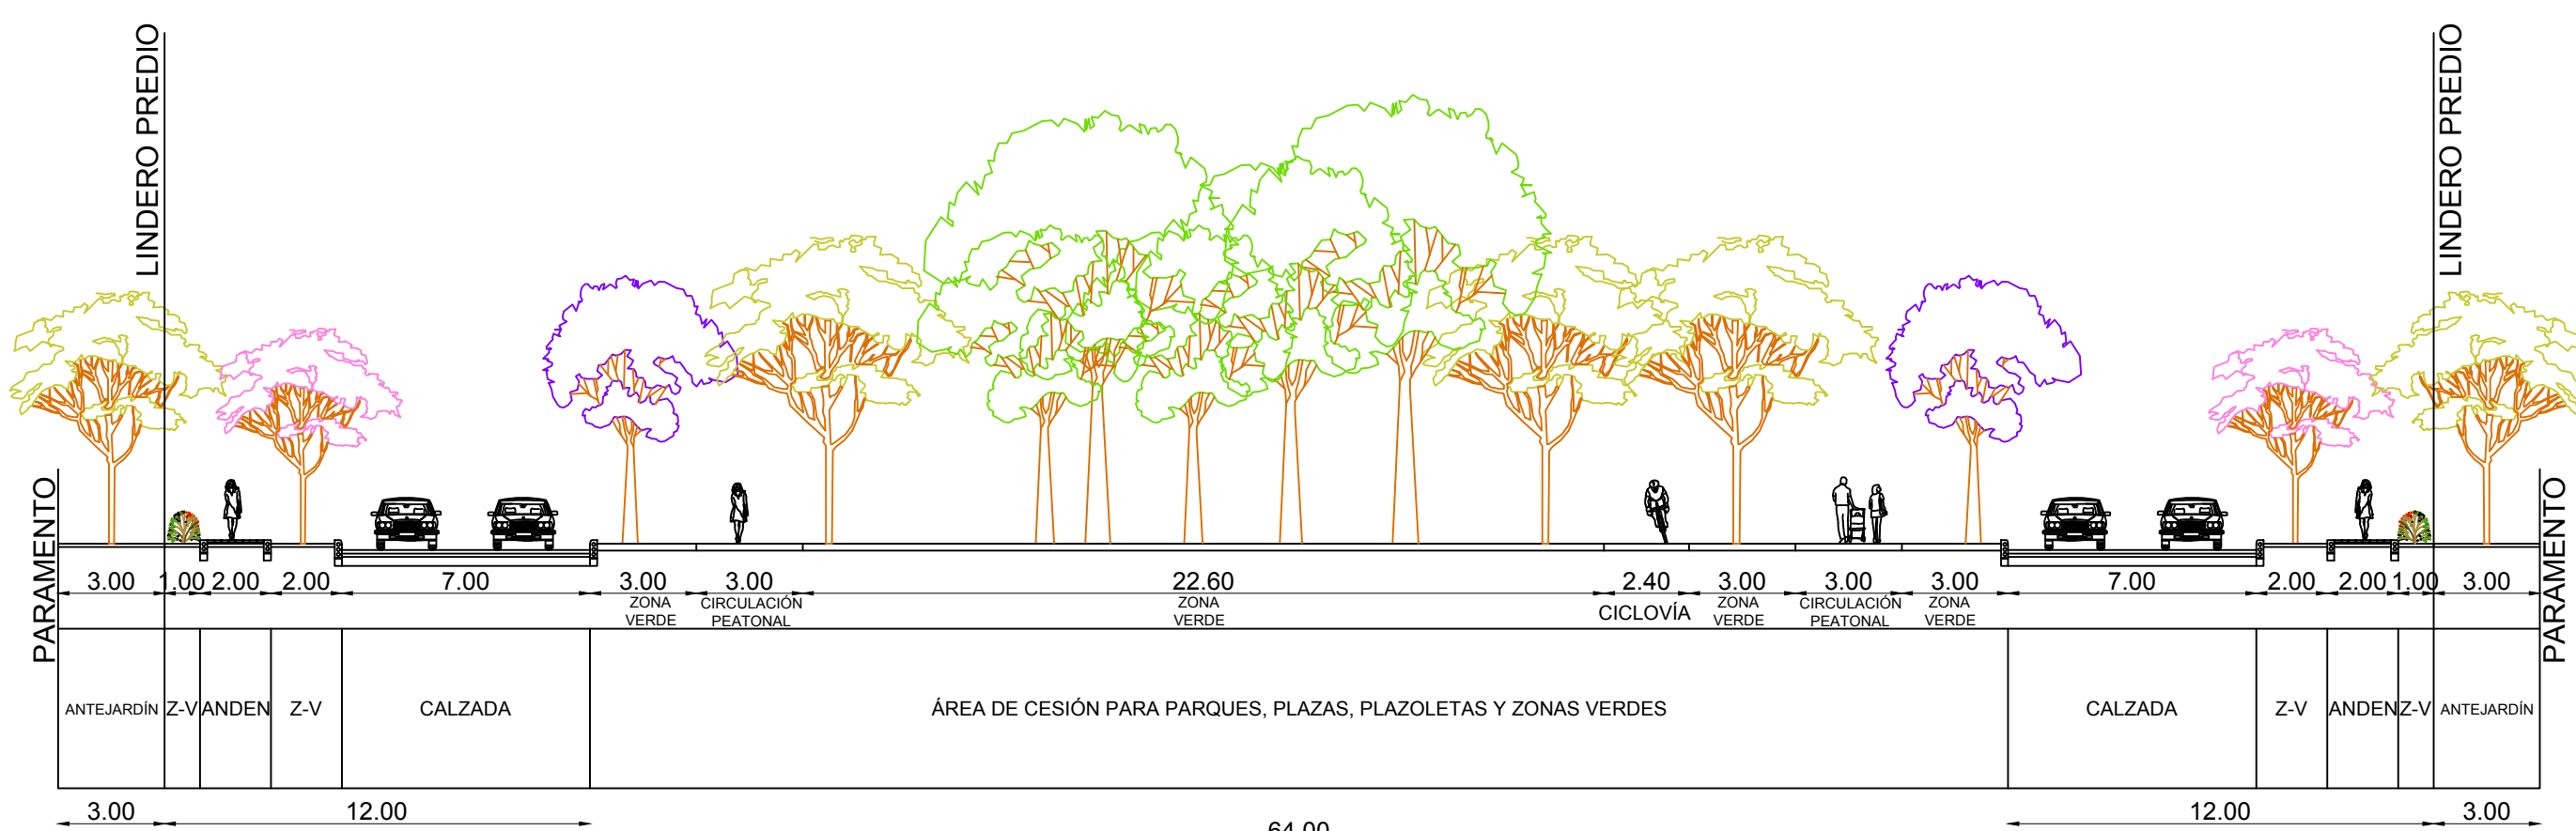 LINDERO PREDIO
LINDERO PREDIO
PARAMENTO
PARAMENTO
3.00 1.00 2.00 2.00 7.00 3.00 3.00 22.60 2.40 3.00 3.00 3.00 7.00 2.00 2.00 1.00 3.00
ZONA
VERDE
CIRCULACIÓN
PEATONAL
ZONA
VERDE
CICLOVÍA
ZONA
VERDE
CIRCULACIÓN
PEATONAL
ZONA
VERDE
ANTEJARDÍN Z-V ANDEN Z-V CALZADA ÁREA DE CESIÓN PARA PARQUES, PLAZAS, PLAZOLETAS Y ZONAS VERDES CALZADA Z-V ANDEN Z-V ANTEJARDÍN
3.00 12.00 12.00 3.00
64.00